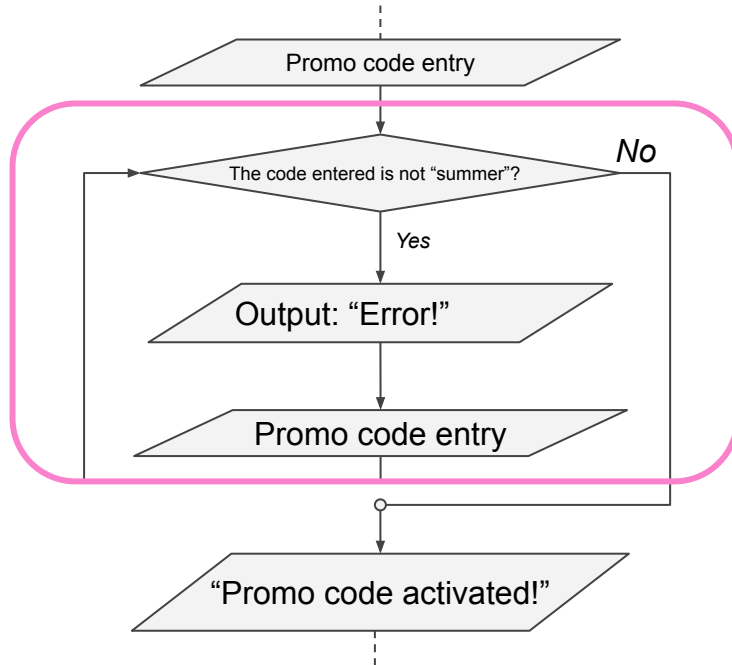 Promo code entry
The code entered is not “summer”?
No
Yes
Output: “Error!”
Promo code entry
“Promo code activated!”